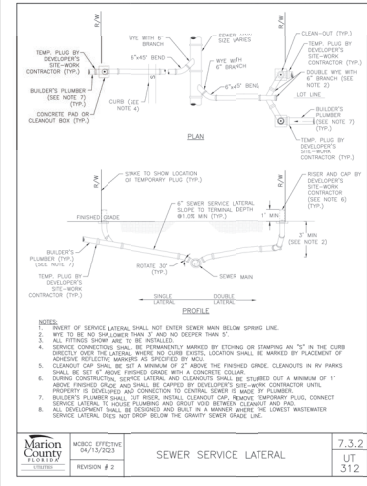 R/W
R/W
WYE WITH 6"
BRANCH
SIZE VARIES
CLEAN-OUT (TYP.)
TEMP. PLUG BY
DEVELOPER'S
SITE-WORK
CONTRACTOR (TYP.)
TEMP. PLUG BY
DEVELOPER'S
SITE-WORK
CONTRACTOR
(TYP.)
6"x45° BEND
WYE WITH
6" BRANCH
DOUBLE WYE WITH
6" BRANCH (SEE
NOTE 2)
6"x45° BEND
LOT LINE
BUILDER'S PLUMBER
(SEE NOTE 7)
(TYP.)
CURB (SEE
NOTE 4)
S
BUILDER'S
PLUMBER
(SEE NOTE 7)
(TYP.)
CONCRETE PAD OR
CLEANOUT BOX (TYP.)
PLAN
TEMP. PLUG BY
DEVELOPER'S
SITE-WORK
CONTRACTOR (TYP.)
R/W
STAKE TO SHOW LOCATION
OF TEMPORARY PLUG (TYP.)
R/W
RISER AND CAP BY
DEVELOPER'S
SITE-WORK
CONTRACTOR
(SEE NOTE 6)
(TYP.)
6" SEWER SERVICE LATERAL
SLOPE TO TERMINAL DEPTH
@1.0% MIN (TYP.)
FINISHED GRADE
1' MIN
3' MIN
(SEE NOTE 2)
BUILDER'S
PLUMBER (TYP.)
(SEE NOTE 7)
ROTATE 30°
(TYP.)
TEMP. PLUG BY
DEVELOPER'S
SITE-WORK
CONTRACTOR (TYP.)
SEWER MAIN
SINGLE
LATERAL
DOUBLE
LATERAL
PROFILE
NOTES:
1. INVERT OF SERVICE LATERAL SHALL NOT ENTER SEWER MAIN BELOW SPRING LINE.
2. WYE TO BE NO SHALLOWER THAN 3' AND NO DEEPER THAN 5'.
3. ALL FITTINGS SHOWN ARE TO BE INSTALLED.
4. SERVICE CONNECTIONS SHALL BE PERMANENTLY MARKED BY ETCHING OR STAMPING AN "S" IN THE CURB
DIRECTLY OVER THE LATERAL. WHERE NO CURB EXISTS, LOCATION SHALL BE MARKED BY PLACEMENT OF
ADHESIVE REFLECTIVE MARKERS AS SPECIFIED BY MCU.
5. CLEANOUT CAP SHALL BE SET A MINIMUM OF 2" ABOVE THE FINISHED GRADE. CLEANOUTS IN RV PARKS
SHALL BE SET 6" ABOVE FINISHED GRADE WITH A CONCRETE COLLAR.
6. DURING CONSTRUCTION, SERVICE LATERAL AND CLEANOUTS SHALL BE STUBBED OUT A MINIMUM OF 1'
ABOVE FINISHED GRADE AND SHALL BE CAPPED BY DEVELOPER'S SITE-WORK CONTRACTOR UNTIL
PROPERTY IS DEVELOPED AND CONNECTION TO CENTRAL SEWER IS MADE BY PLUMBER.
7. BUILDER'S PLUMBER SHALL CUT RISER, INSTALL CLEANOUT CAP, REMOVE TEMPORARY PLUG, CONNECT
SERVICE LATERAL TO HOUSE PLUMBING AND GROUT VOID BETWEEN CLEANOUT AND PAD.
8. ALL DEVELOPMENT SHALL BE DESIGNED AND BUILT IN A MANNER WHERE THE LOWEST WASTEWATER
SERVICE LATERAL DOES NOT DROP BELOW THE GRAVITY SEWER GRADE LINE.
Marion
County
FLORIDA
UTILITIES
MCBCC EFFECTIVE
04/13/2023
REVISION # 2
SEWER SERVICE LATERAL
7.3.2
UT
312